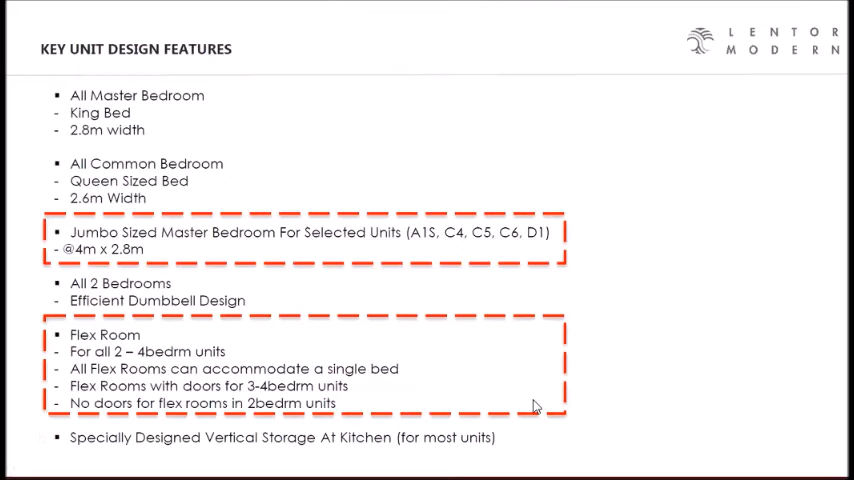 KEY UNIT DESIGN FEATURES
LENTOR
MODERN
▪ All Master Bedroom
- King Bed
- 2.8m width
▪ All Common Bedroom
- Queen Sized Bed
- 2.6m Width
▪ Jumbo Sized Master Bedroom For Selected Units (A1S, C4, C5, C6, D1)
- @4m x 2.8m
▪ All 2 Bedrooms
- Efficient Dumbbell Design
▪ Flex Room
- For all 2 – 4bedrm units
- All Flex Rooms can accommodate a single bed
- Flex Rooms with doors for 3-4bedrm units
- No doors for flex rooms in 2bedrm units
▪ Specially Designed Vertical Storage At Kitchen (for most units)